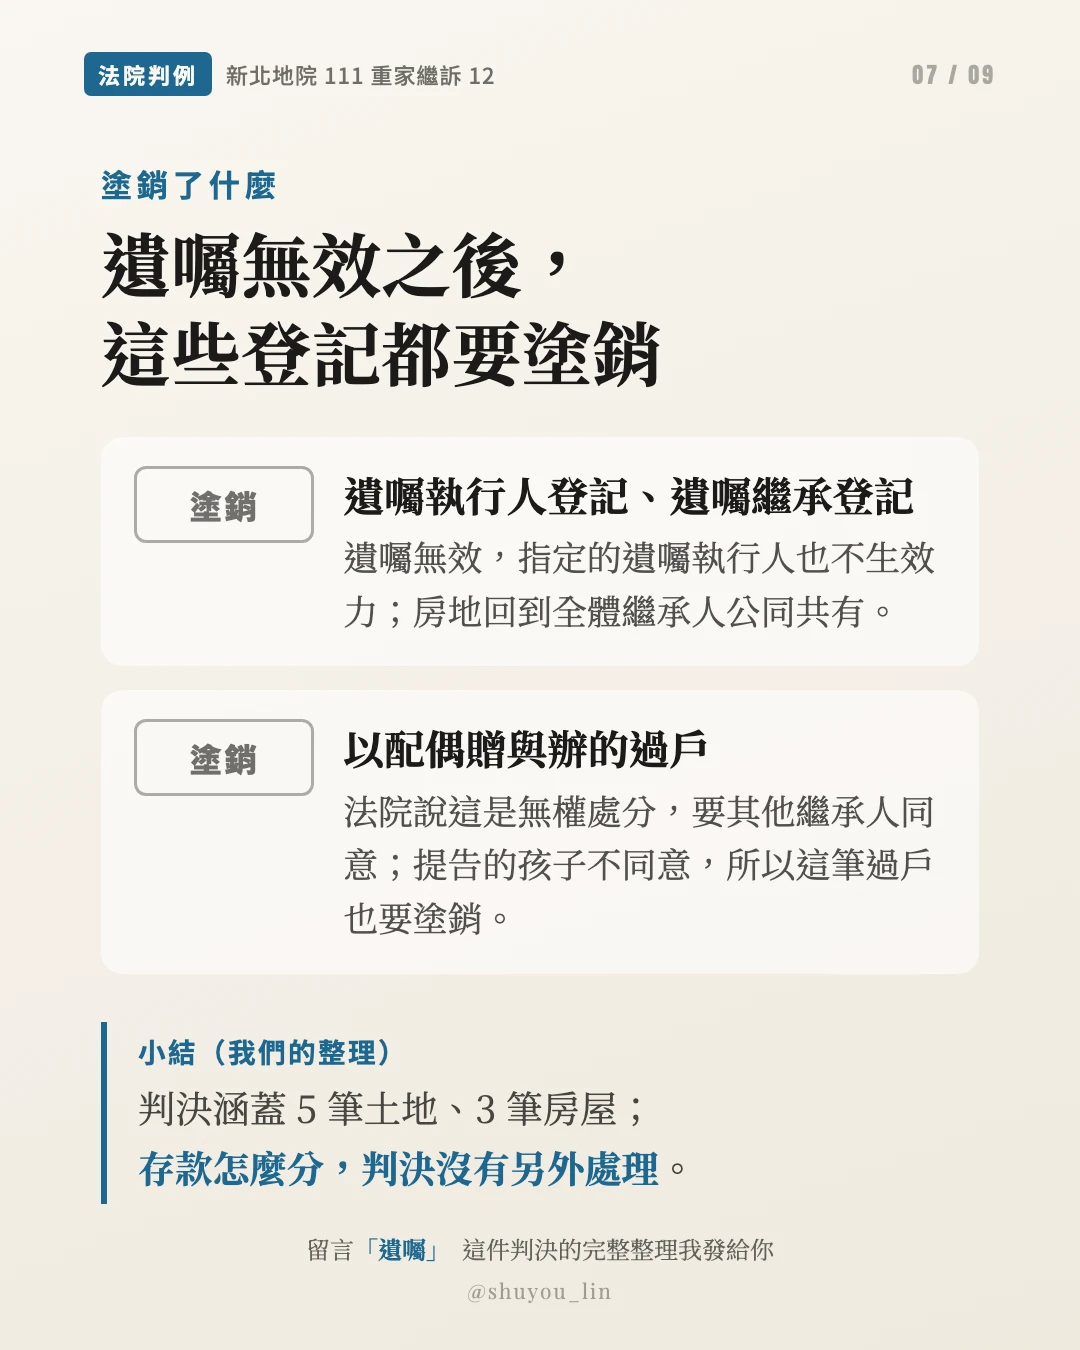 法院判例 新北地院 111 重家繼訴 12 07 / 09
塗銷了什麼
遺囑無效之後，
這些登記都要塗銷
塗銷
遺囑執行人登記、遺囑繼承登記
遺囑無效，指定的遺囑執行人也不生效
力；房地回到全體繼承人公同共有。
塗銷
以配偶贈與辦的過戶
法院說這是無權處分，要其他繼承人同
意；提告的孩子不同意，所以這筆過戶
也要塗銷。
小結（我們的整理）
判決涵蓋 5 筆土地、3 筆房屋；
存款怎麼分，判決沒有另外處理。
留言「遺囑」 這件判決的完整整理我發給你
@shuyou_lin